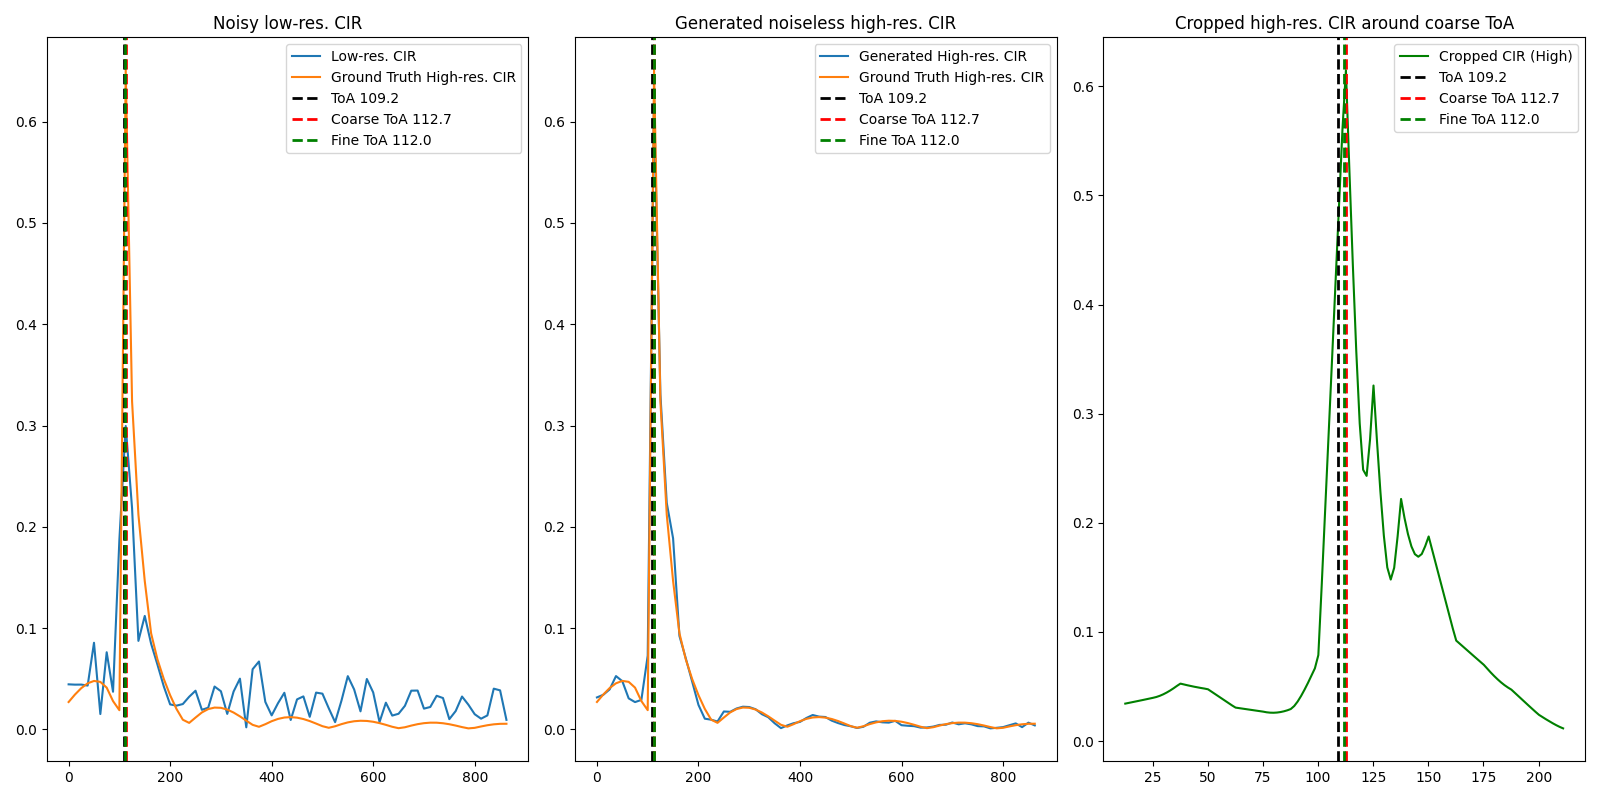 Noisy low-res. CIR
Low-res. CIR
Ground Truth High-res. CIR
ToA 109.2
Coarse ToA 112.7
Fine ToA 112.0
0.6
0.5
0.4
0.3
0.2
0.1
0.0
0 200 400 600 800
Generated noiseless high-res. CIR
Generated High-res. CIR
Ground Truth High-res. CIR
ToA 109.2
Coarse ToA 112.7
Fine ToA 112.0
0.6
0.5
0.4
0.3
0.2
0.1
0.0
0 200 400 600 800
Cropped high-res. CIR around coarse ToA
Cropped CIR (High)
ToA 109.2
Coarse ToA 112.7
Fine ToA 112.0
0.6
0.5
0.4
0.3
0.2
0.1
0.0
25 50 75 100 125 150 175 200